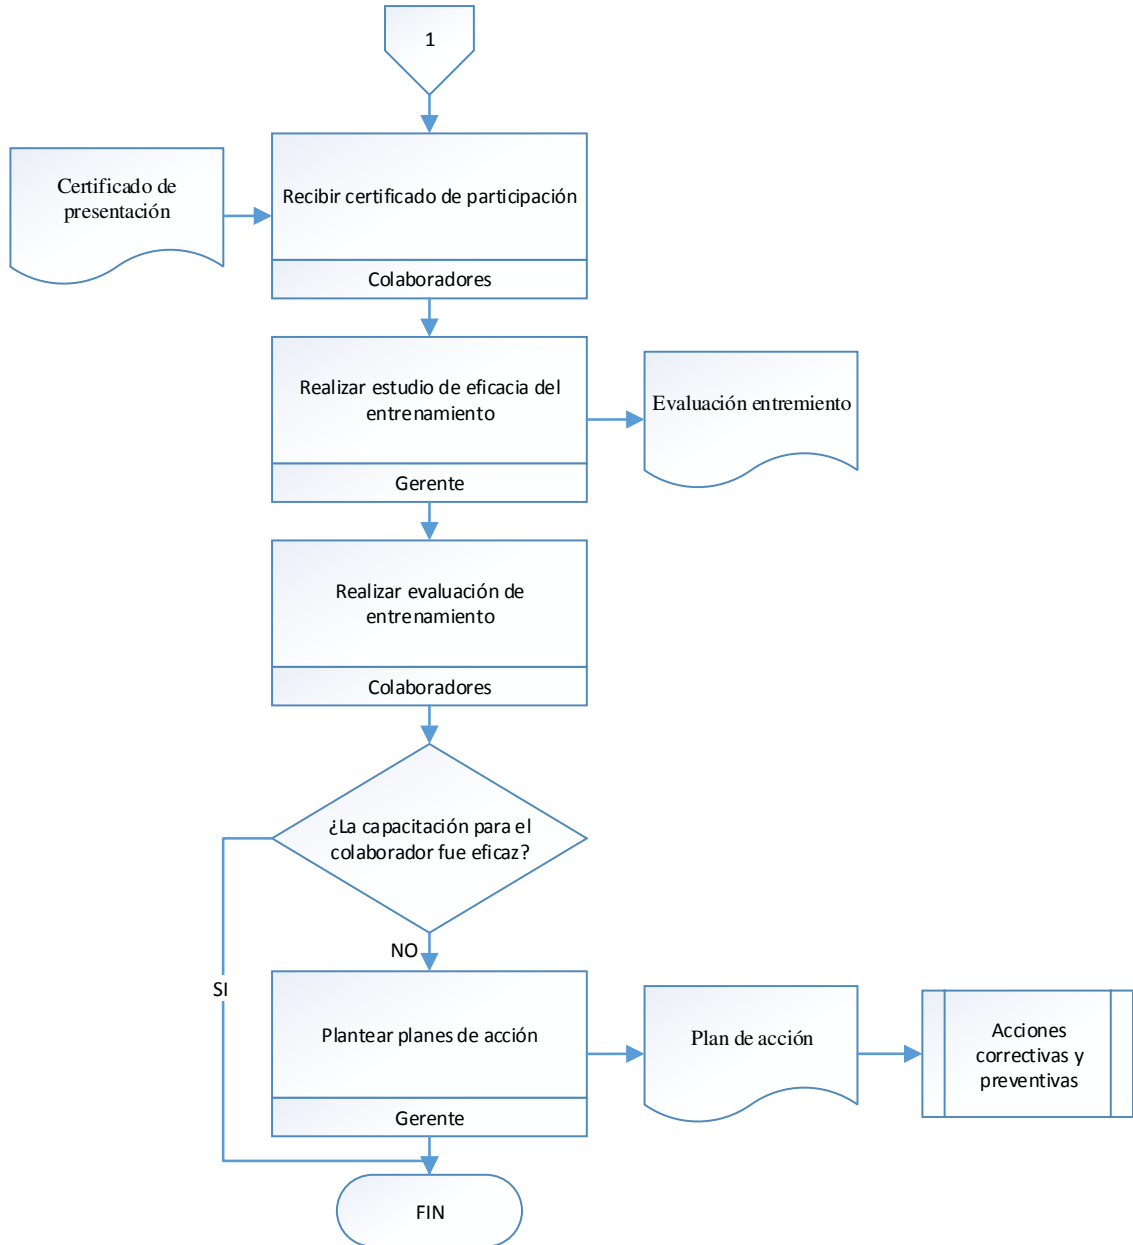 1
Certificado de
presentación
Recibir certificado de participación
Colaboradores
Realizar estudio de eficacia del
entrenamiento
Gerente
Evaluación entremiento
Realizar evaluación de
entrenamiento
Colaboradores
¿La capacitación para el
colaborador fue eficaz?
NO
SI
Plantear planes de acción
Gerente
Plan de acción
Acciones
correctivas y
preventivas
FIN